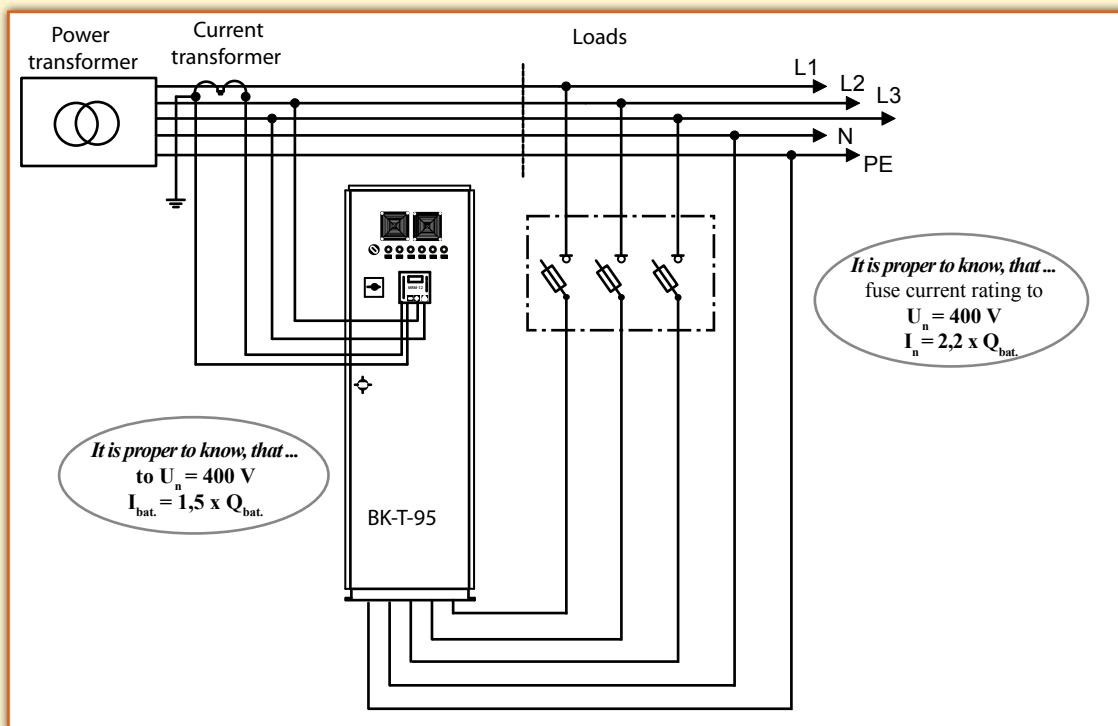 Power
transformer
Current
transformer
Loads
L1
L2
L3
N
PE
It is proper to know, that ...
fuse current rating to
Un = 400 V
In = 2,2 x Qbat.
It is proper to know, that ...
to Un = 400 V
Ibat. = 1,5 x Qbat.
BK-T-95